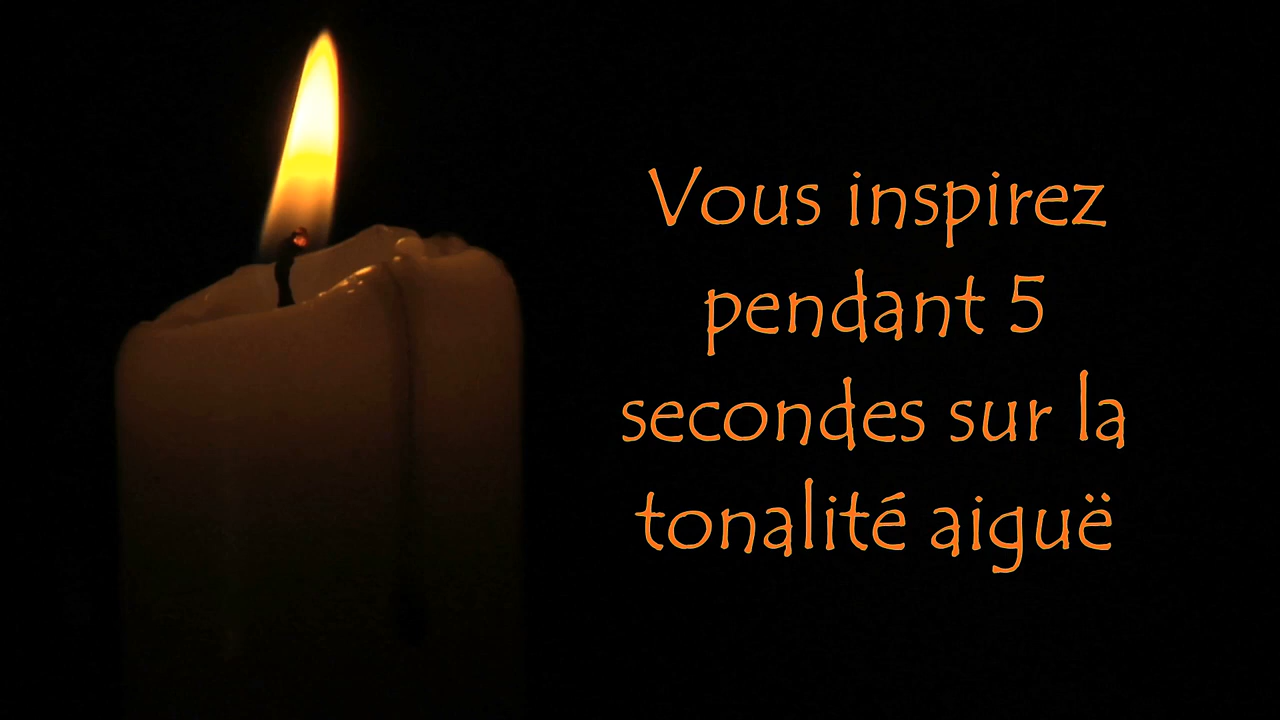 Vous inspirez
pendant 5
secondes sur la
tonalité aiguë